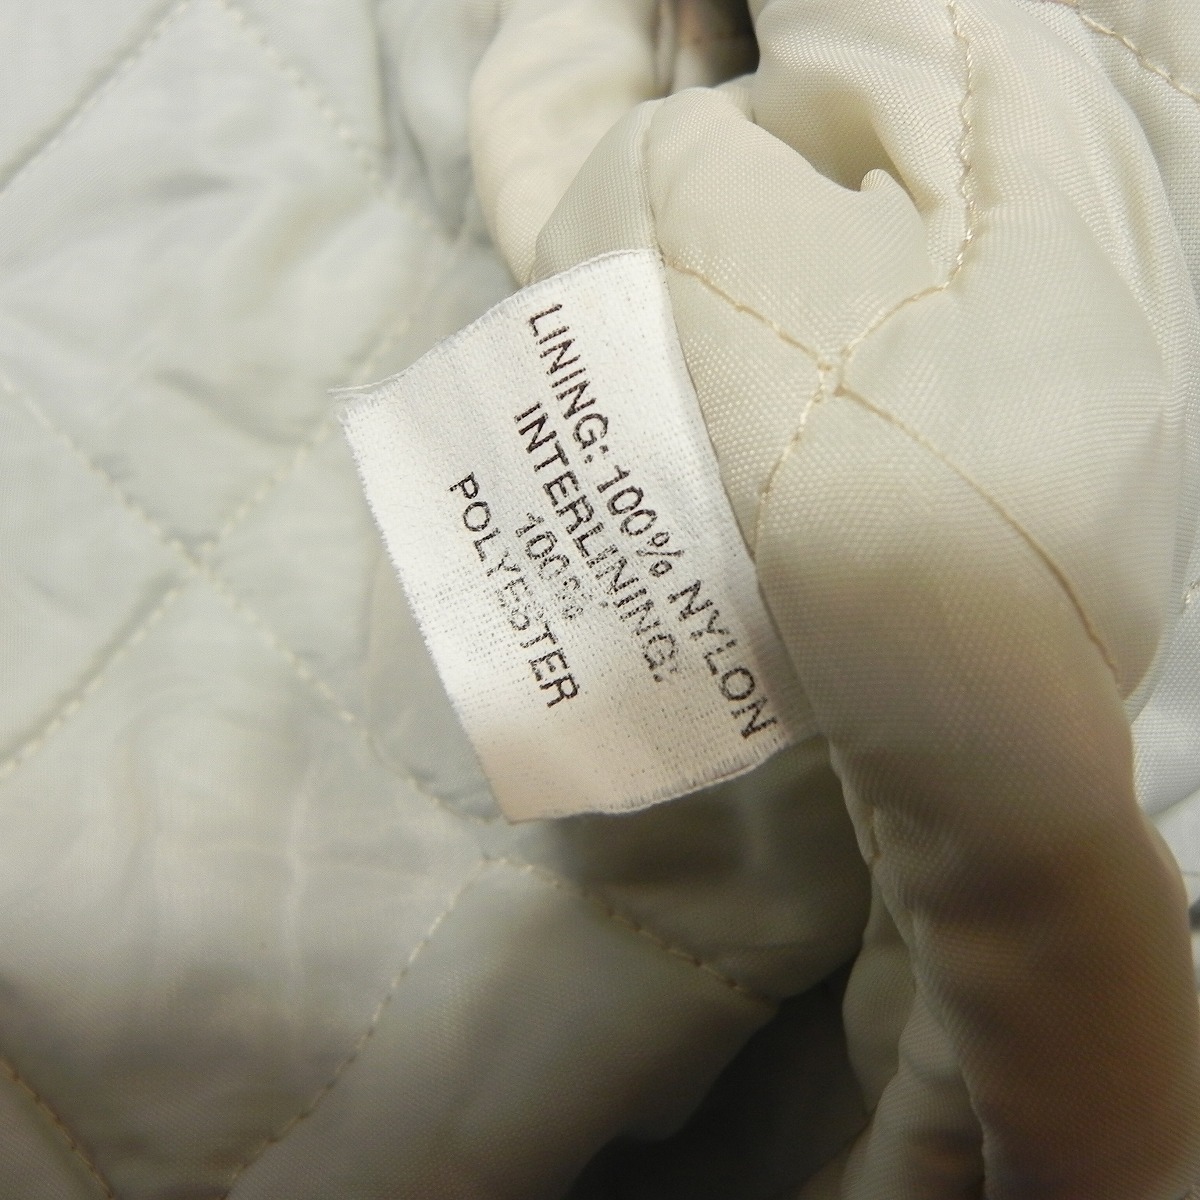 LINING: 100% NYLON
INTERLINING:
100%
POLYESTER